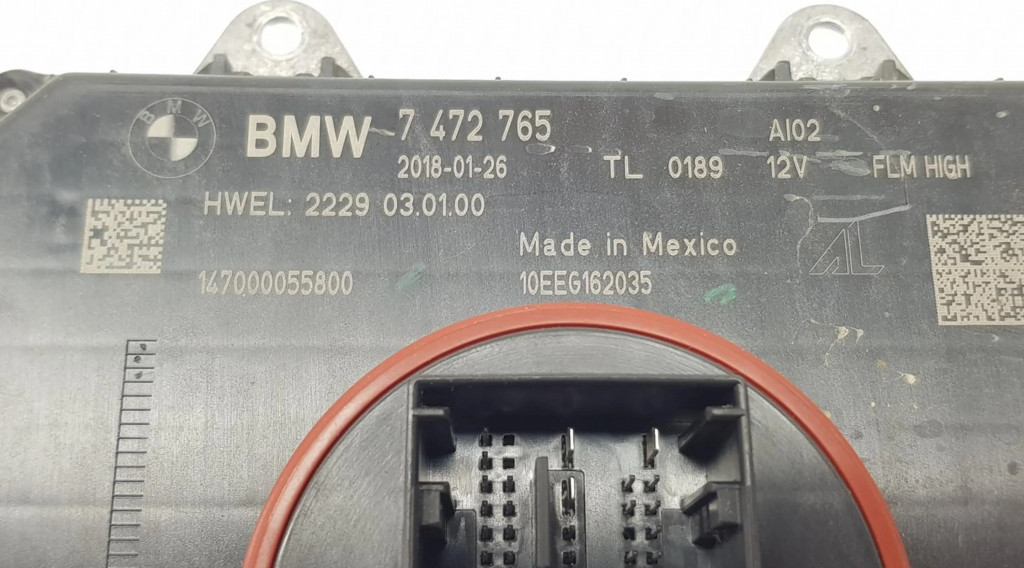 BMW
BMW 7 472 765 AI02
2018-01-26 TL 0189 12V FLM HIGH
HWEL: 2229 03.01.00
Made in Mexico AL
147000055800 10EEG162035